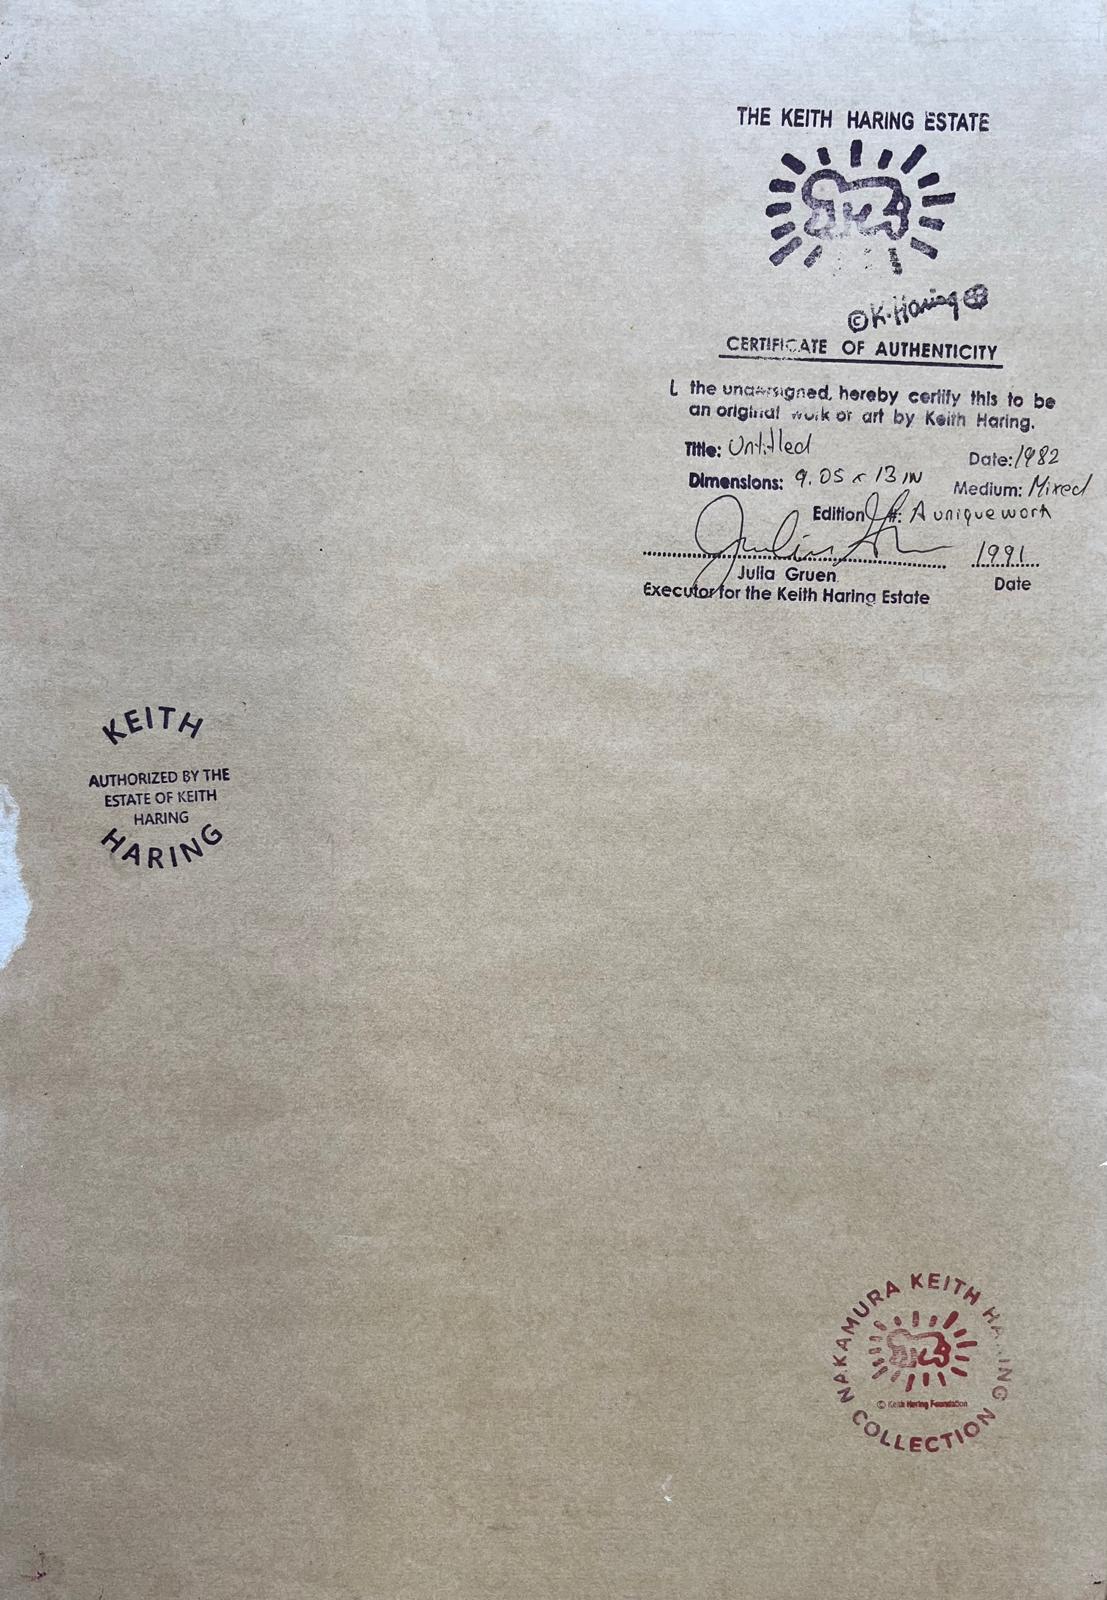 THE KEITH HARING ESTATE
© K. Haring
CERTIFICATE OF AUTHENTICITY
I, the undersigned, hereby certify this to be
an original work of art by Keith Haring.
Title: Untitled Date: 1982
Dimensions: 9.05 x 13 IN Medium: Mixed
Edition #: A unique work
1991
Julia Gruen Date
Executor for the Keith Haring Estate
KEITH
AUTHORIZED BY THE
ESTATE OF KEITH
HARING
HARING
NAKAMURA KEITH HARING
© Keith Haring Foundation
COLLECTION